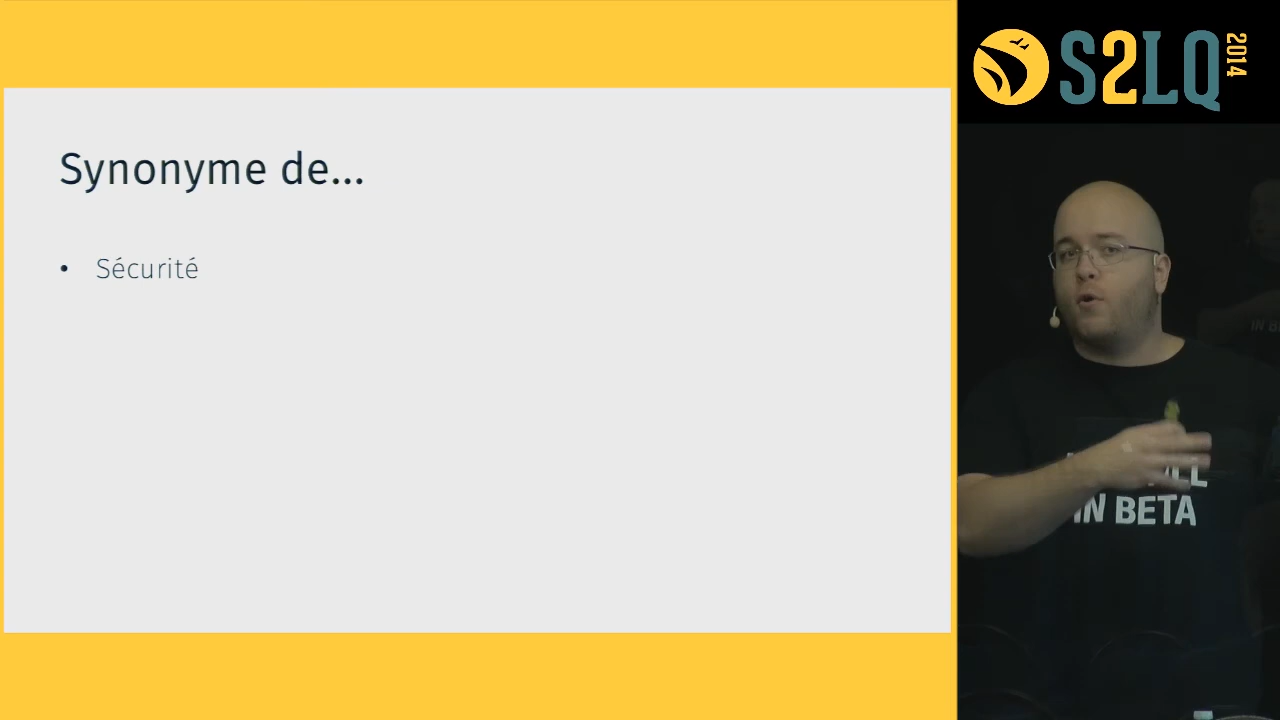 Synonyme de...
• Sécurité
S2LQ 2014
IN BETA